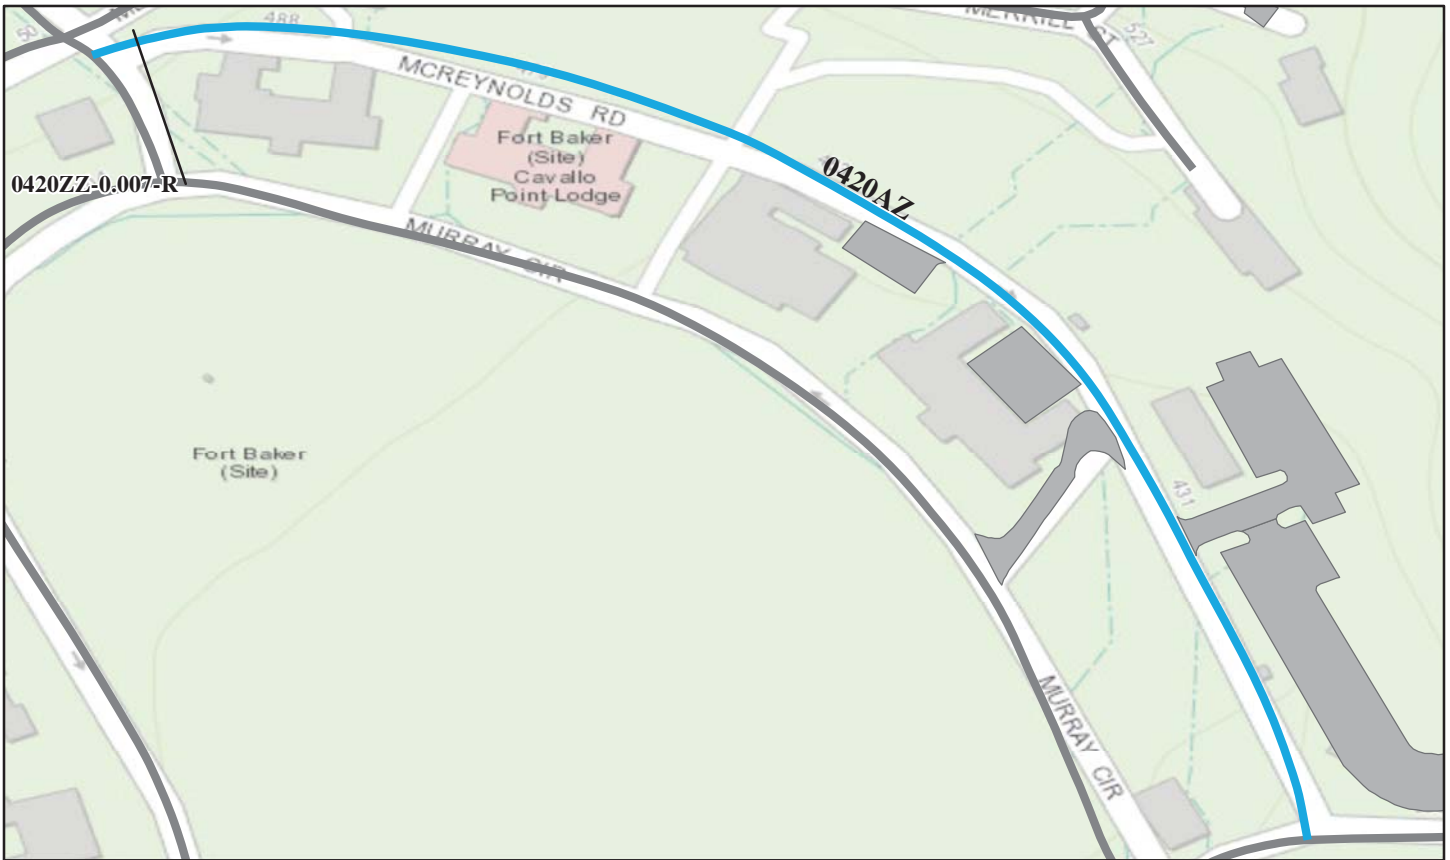 50
488
MERRILL CT
527
MCREYNOLDS RD
Fort Baker
(Site)
Cavallo
Point-Lodge
0420ZZ-0.007-R
0420AZ
MURRAY CIR
Fort Baker
(Site)
431
MURRAY CIR